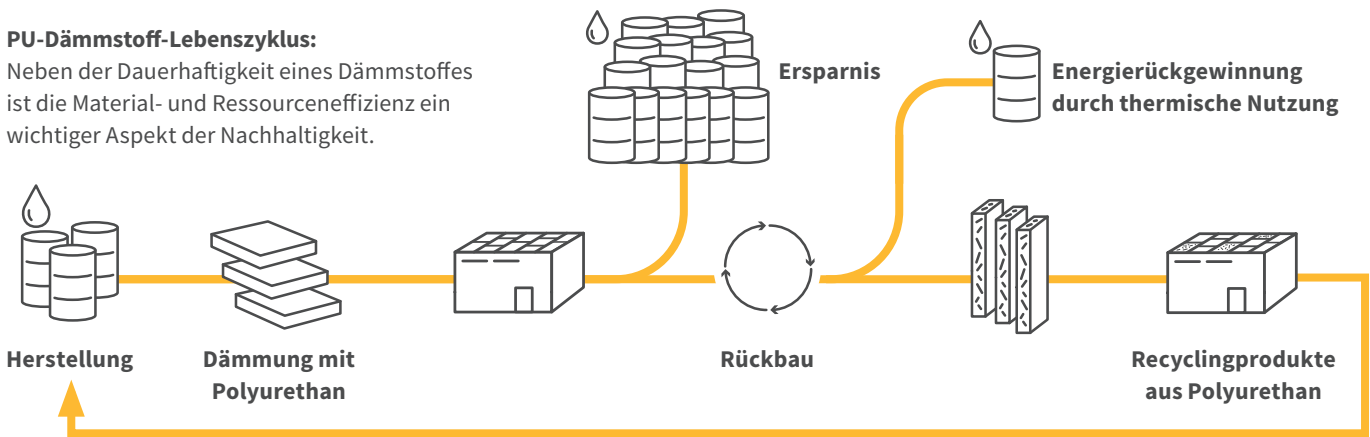 PU-Dämmstoff-Lebenszyklus:
Neben der Dauerhaftigkeit eines Dämmstoffes
ist die Material- und Ressourceneffizienz ein
wichtiger Aspekt der Nachhaltigkeit.
Ersparnis
Energierückgewinnung
durch thermische Nutzung
Herstellung
Dämmung mit
Polyurethan
Rückbau
Recyclingprodukte
aus Polyurethan